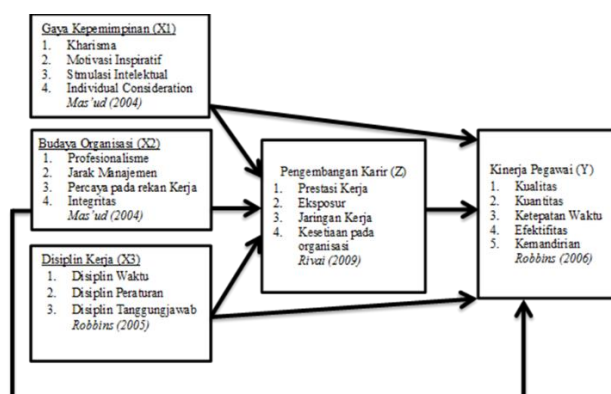 Gaya Kepemimpinan (X1)
1. Kharisma
2. Motivasi Inspiratif
3. Stmulasi Intelektual
4. Individual Consideration
Mas'ud (2004)
Budaya Organisasi (X2)
1. Profesionalisme
2. Jarak Manajemen
3. Percaya pada rekan Kerja
4. Integritas
Mas'ud (2004)
Disiplin Kerja (X3)
1. Disiplin Waktu
2. Disiplin Peraturan
3. Disiplin Tanggungjawab
Robbins (2005)
Pengembangan Karir (Z)
1. Prestasi Kerja
2. Eksposur
3. Jaringan Kerja
4. Kesetiaan pada
organisasi
Rivai (2009)
Kinerja Pegawai (Y)
1. Kualitas
2. Kuantitas
3. Ketepatan Waktu
4. Efektifitas
5. Kemandirian
Robbins (2006)